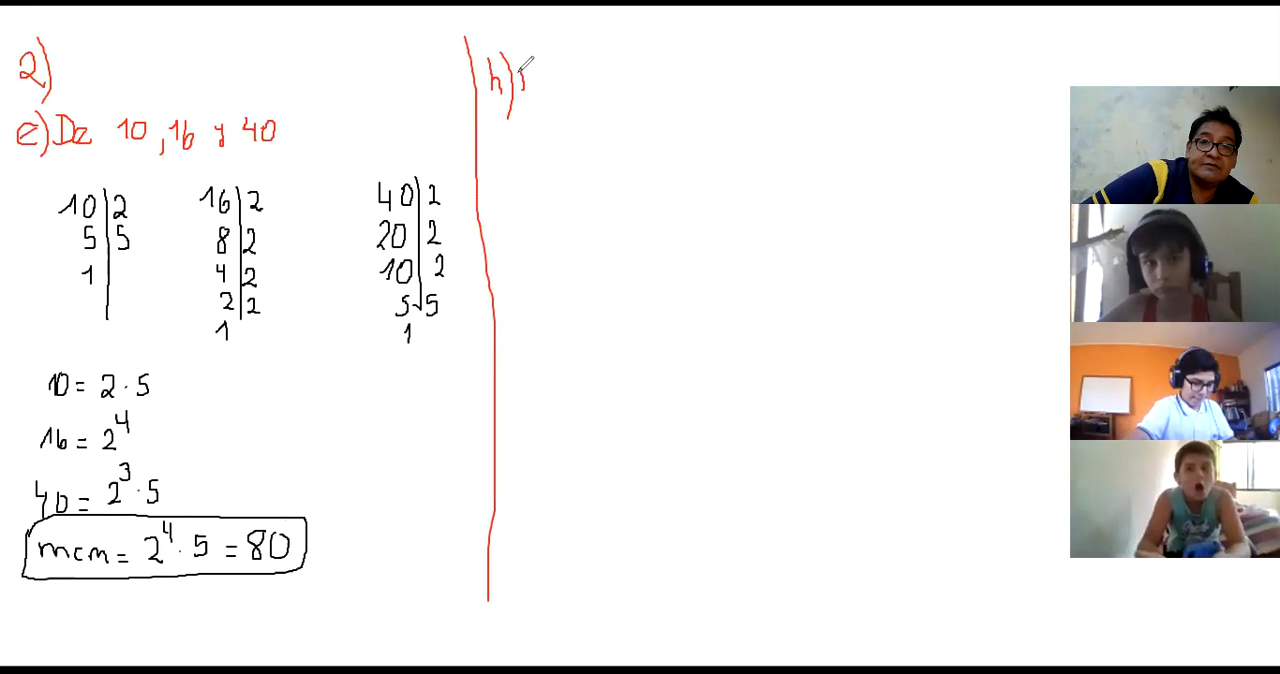 2)
e) De 10, 16 y 40
10 | 2
5 | 5
1
16 | 2
8 | 2
4 | 2
2 | 2
1
40 | 2
20 | 2
10 | 2
5 | 5
1
10 = 2 · 5
16 = 2⁴
40 = 2³ · 5
mcm = 2⁴ · 5 = 80
h)